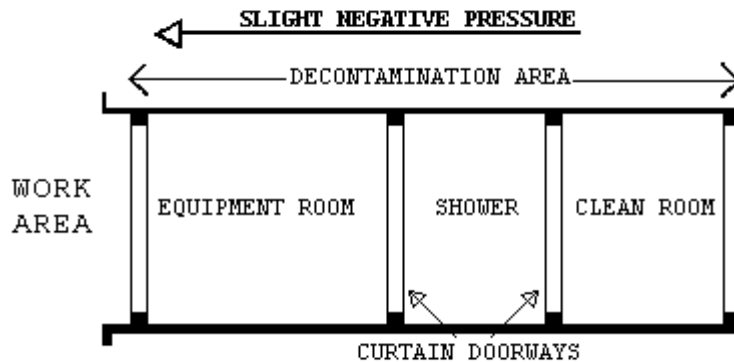 SLIGHT NEGATIVE PRESSURE
DECONTAMINATION AREA
WORK
AREA
EQUIPMENT ROOM
SHOWER
CLEAN ROOM
CURTAIN DOORWAYS